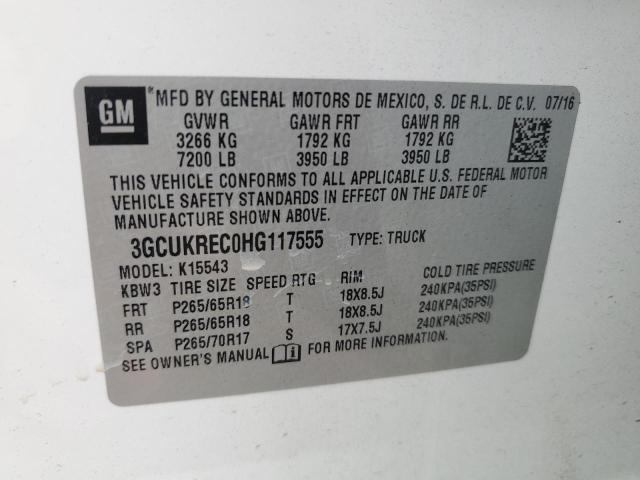 GM
MFD BY GENERAL MOTORS DE MEXICO, S. DE R.L. DE C.V. 07/16
GVWR GAWR FRT GAWR RR
3266 KG 1792 KG 1792 KG
7200 LB 3950 LB 3950 LB
THIS VEHICLE CONFORMS TO ALL APPLICABLE U.S. FEDERAL MOTOR
VEHICLE SAFETY STANDARDS IN EFFECT ON THE DATE OF
MANUFACTURE SHOWN ABOVE.
3GCUKREC0HG117555 TYPE: TRUCK
MODEL: K15543
KBW3 TIRE SIZE SPEED RTG RIM COLD TIRE PRESSURE
FRT P265/65R18 T 18X8.5J 240KPA(35PSI)
RR P265/65R18 T 18X8.5J 240KPA(35PSI)
SPA P265/70R17 S 17X7.5J 240KPA(35PSI)
SEE OWNER'S MANUAL i FOR MORE INFORMATION.